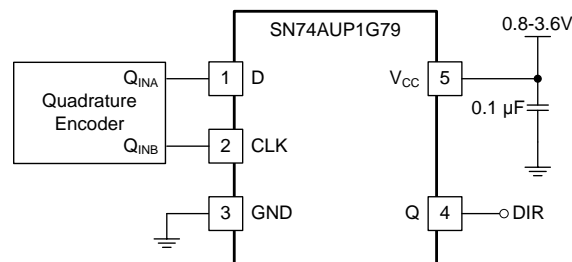 SN74AUP1G79
0.8-3.6V
Quadrature
Encoder
QINA
1
D
VCC
5
0.1 µF
QINB
2
CLK
3
GND
Q
4
DIR